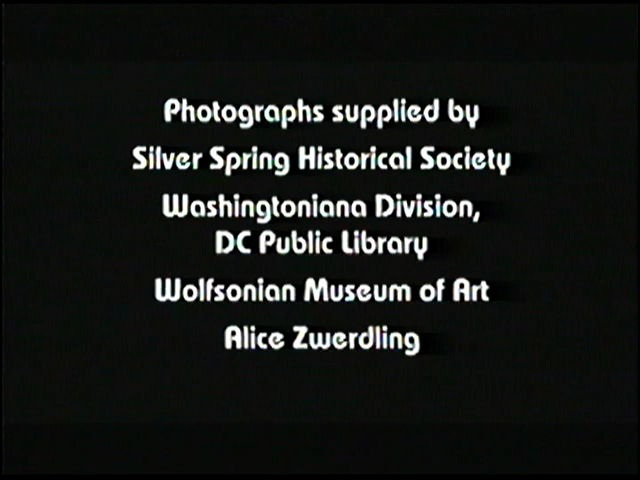 Photographs supplied by
Silver Spring Historical Society
Washingtoniana Division,
DC Public Library
Wolfsonian Museum of Art
Alice Zwerdling